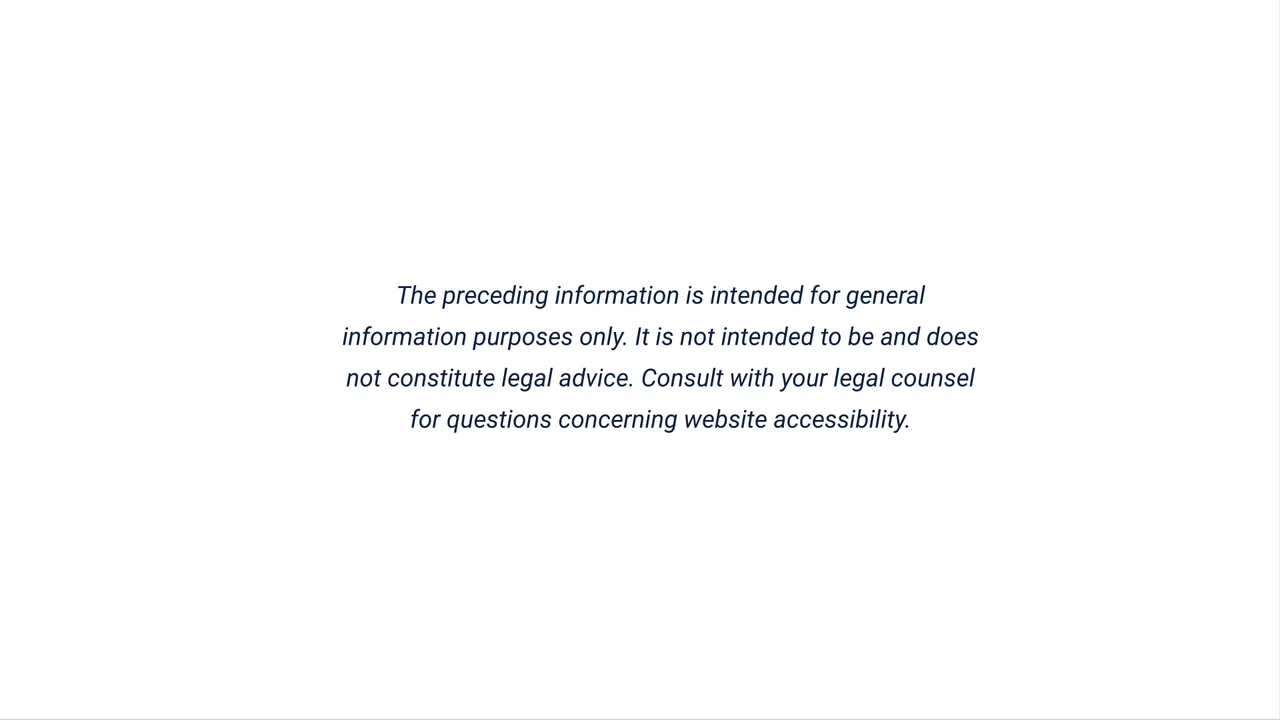 The preceding information is intended for general
information purposes only. It is not intended to be and does
not constitute legal advice. Consult with your legal counsel
for questions concerning website accessibility.